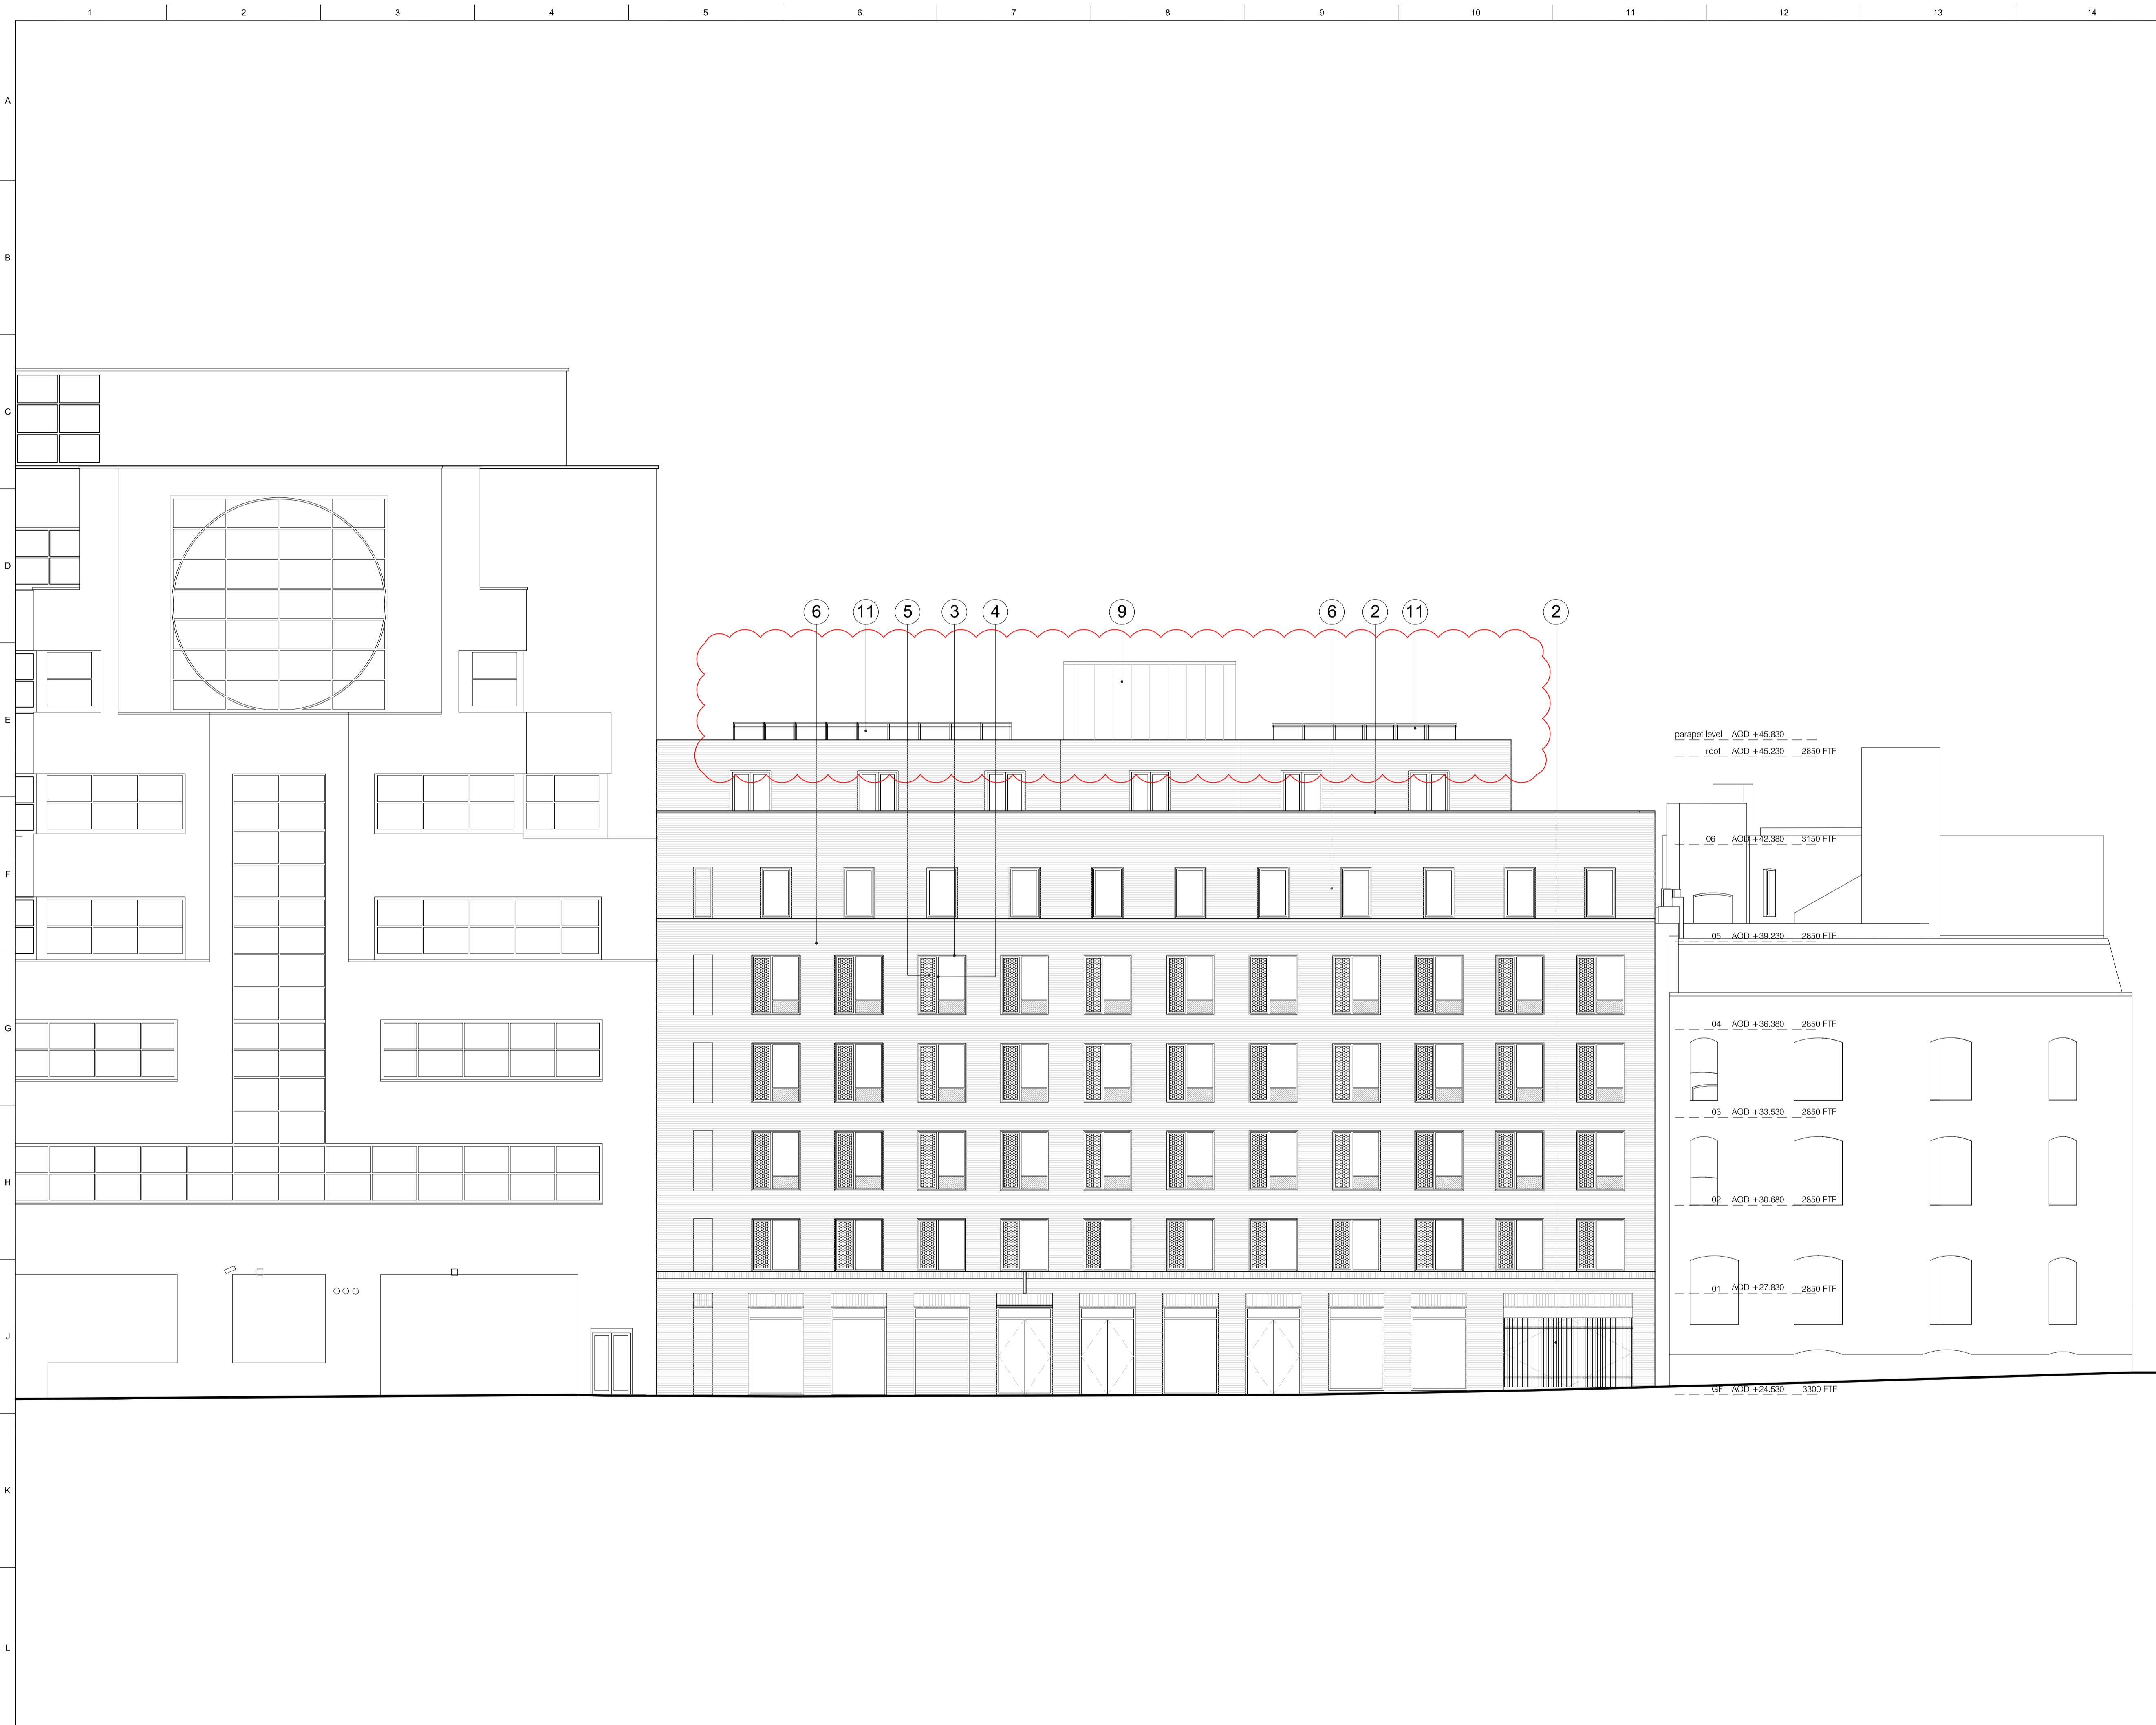 1 2 3 4 5 6 7 8 9 10 11 12 13 14
A
B
C
D
6 11 5 3 4 9 6 2 11 2
E
parapet level AOD +45.830
roof AOD +45.230 2850 FTF
06 AOD +42.380 3150 FTF
F
05 AOD +39.230 2850 FTF
04 AOD +36.380 2850 FTF
G
03 AOD +33.530 2850 FTF
H
02 AOD +30.680 2850 FTF
01 AOD +27.830 2850 FTF
J
GF AOD +24.530 3300 FTF
K
L